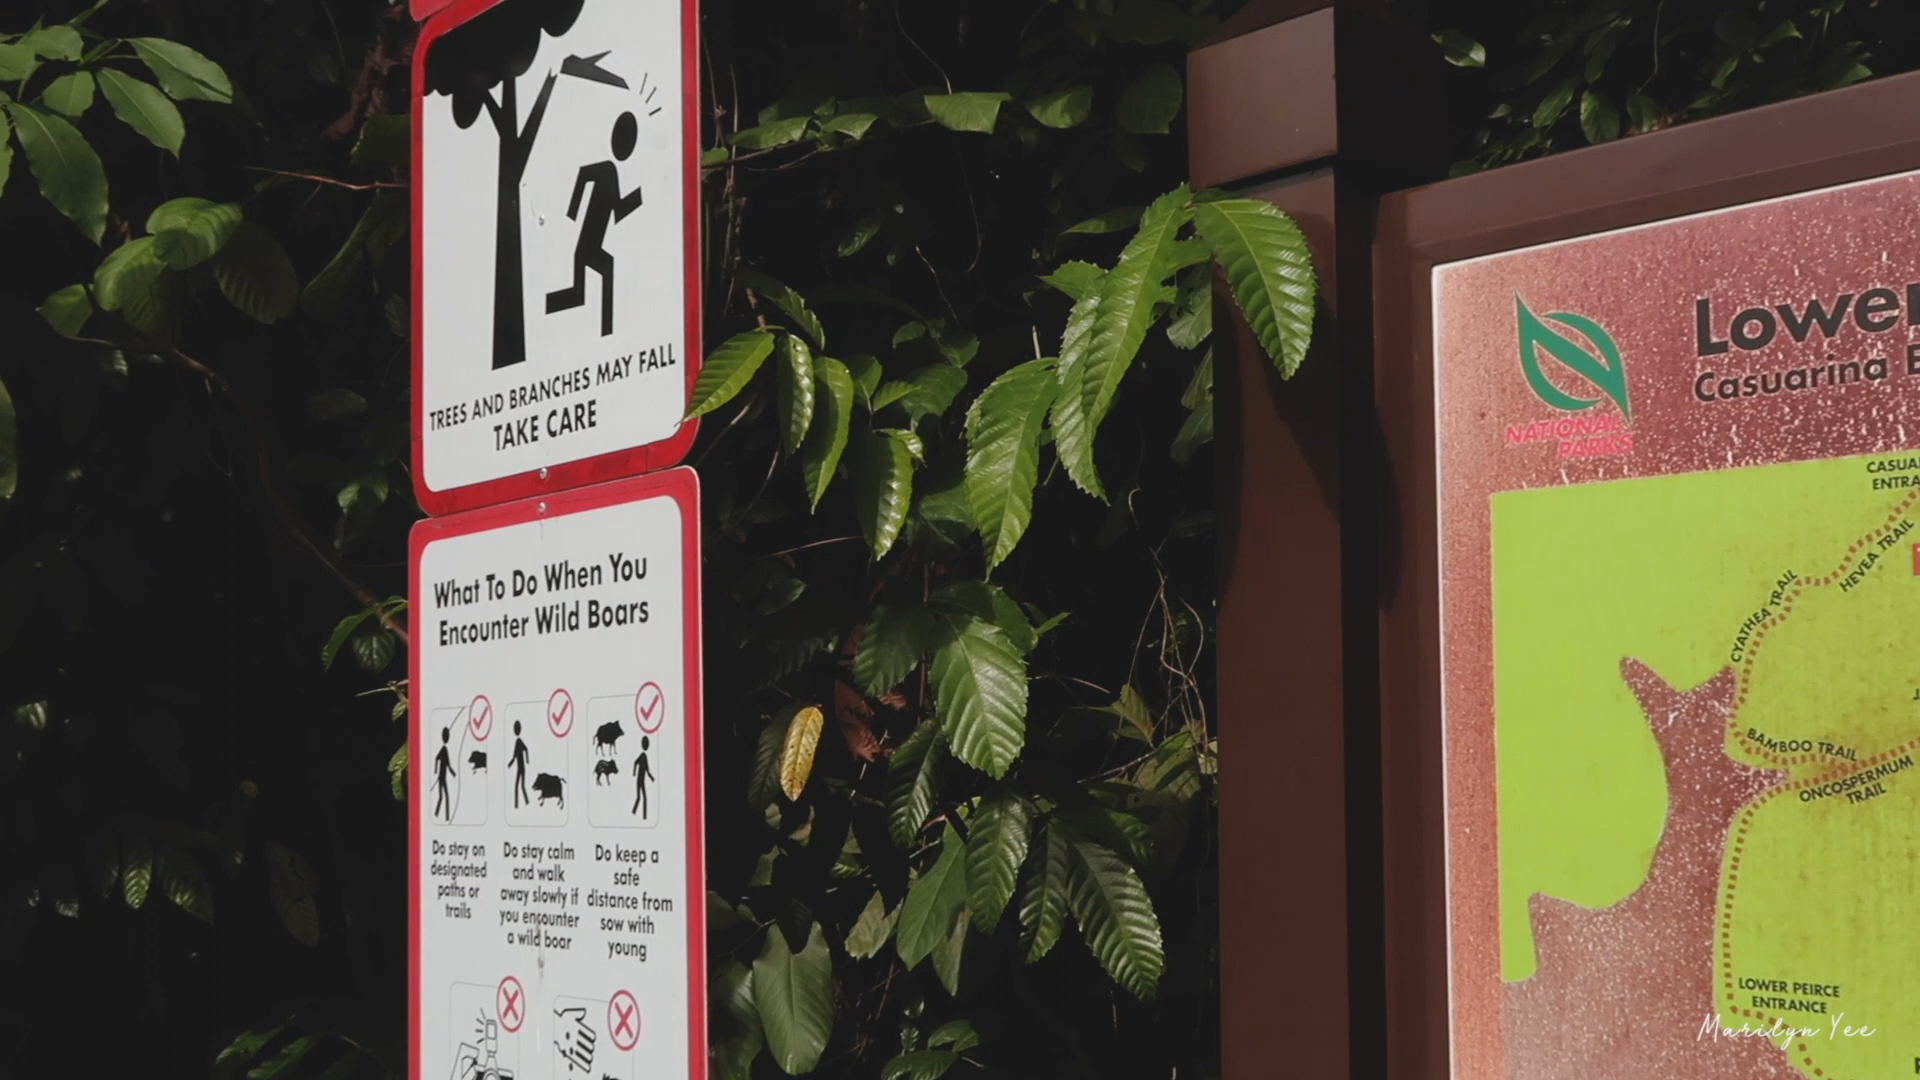 TREES AND BRANCHES MAY FALL
TAKE CARE
What To Do When You
Encounter Wild Boars
Do stay on
designated
paths or
trails
Do stay calm
and walk
away slowly if
you encounter
a wild boar
Do keep a
safe
distance from
sow with
young
NATIONAL
PARKS
Lower
Casuarina
HEVEA TRAIL
CYATHEA TRAIL
BAMBOO TRAIL
ONCOSPERMUM
TRAIL
LOWER PEIRCE
ENTRANCE
Marilyn Yee